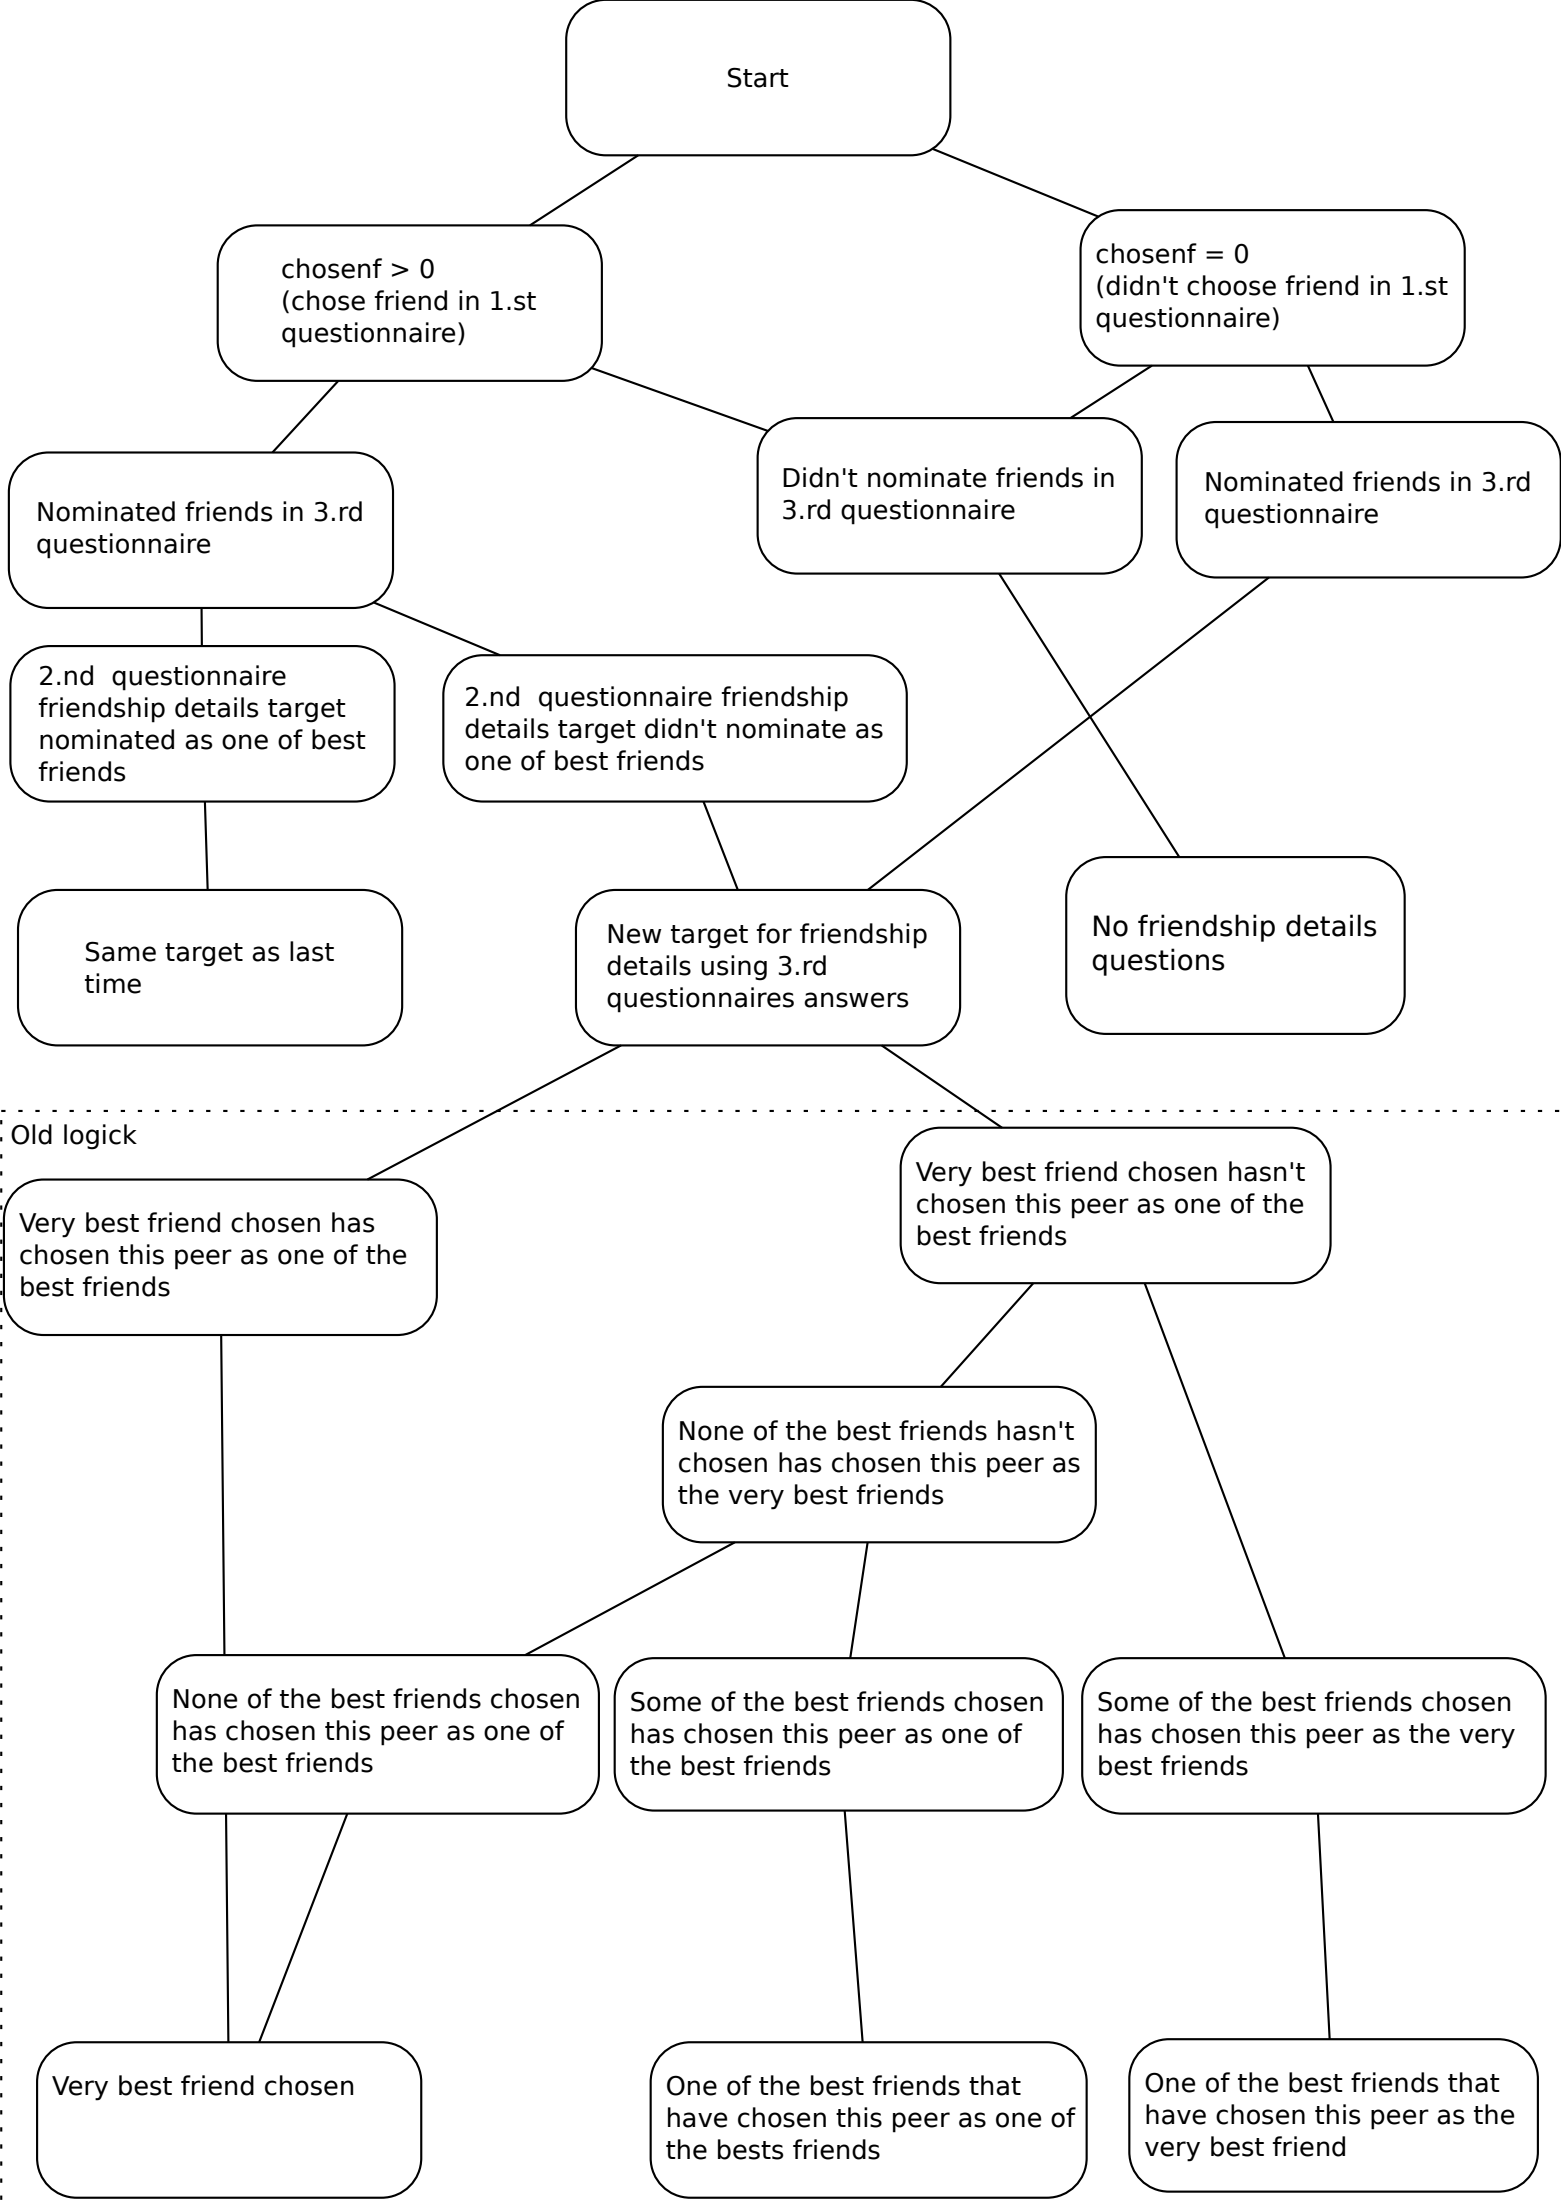 Start
chosenf > 0
(chose friend in 1.st
questionnaire)
chosenf = 0
(didn't choose friend in 1.st
questionnaire)
Nominated friends in 3.rd
questionnaire
Didn't nominate friends in
3.rd questionnaire
Nominated friends in 3.rd
questionnaire
2.nd  questionnaire
friendship details target
nominated as one of best
friends
2.nd  questionnaire friendship
details target didn't nominate as
one of best friends
Same target as last
time
New target for friendship
details using 3.rd
questionnaires answers
No friendship details
questions
Old logick
Very best friend chosen has
chosen this peer as one of the
best friends
Very best friend chosen hasn't
chosen this peer as one of the
best friends
None of the best friends hasn't
chosen has chosen this peer as
the very best friends
None of the best friends chosen
has chosen this peer as one of
the best friends
Some of the best friends chosen
has chosen this peer as one of
the best friends
Some of the best friends chosen
has chosen this peer as the very
best friends
Very best friend chosen
One of the best friends that
have chosen this peer as one of
the bests friends
One of the best friends that
have chosen this peer as the
very best friend